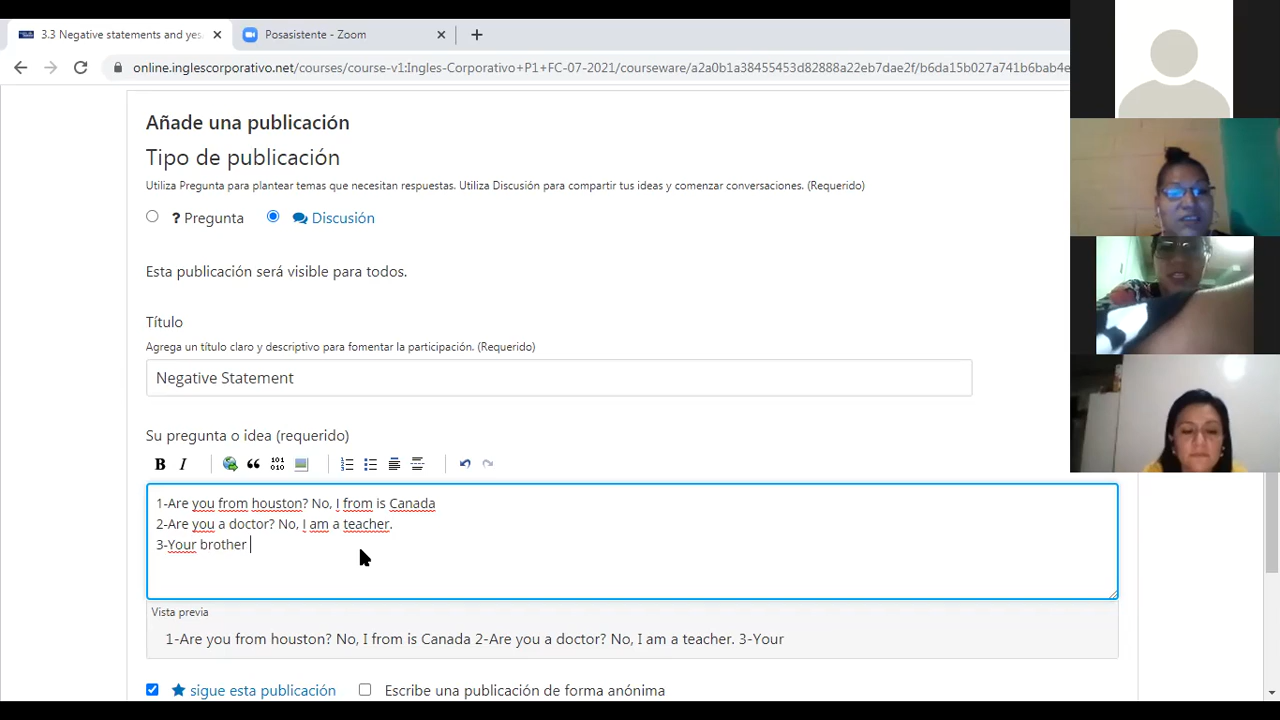 3.3 Negative statements and yes
Posasistente - Zoom
online.inglescorporativo.net/courses/course-v1:Ingles-Corporativo+P1+FC-07-2021/courseware/a2a0b1a38455453d82888a22eb7dae2f/b6da15b027a741b6bab4e
Añade una publicación
Tipo de publicación
Utiliza Pregunta para plantear temas que necesitan respuestas. Utiliza Discusión para compartir tus ideas y comenzar conversaciones. (Requerido)
? Pregunta
Discusión
Esta publicación será visible para todos.
Título
Agrega un título claro y descriptivo para fomentar la participación. (Requerido)
Negative Statement
Su pregunta o idea (requerido)
B I
101
010
1-Are you from houston? No, I from is Canada
2-Are you a doctor? No, I am a teacher.
3-Your brother
Vista previa
1-Are you from houston? No, I from is Canada 2-Are you a doctor? No, I am a teacher. 3-Your
sigue esta publicación
Escribe una publicación de forma anónima